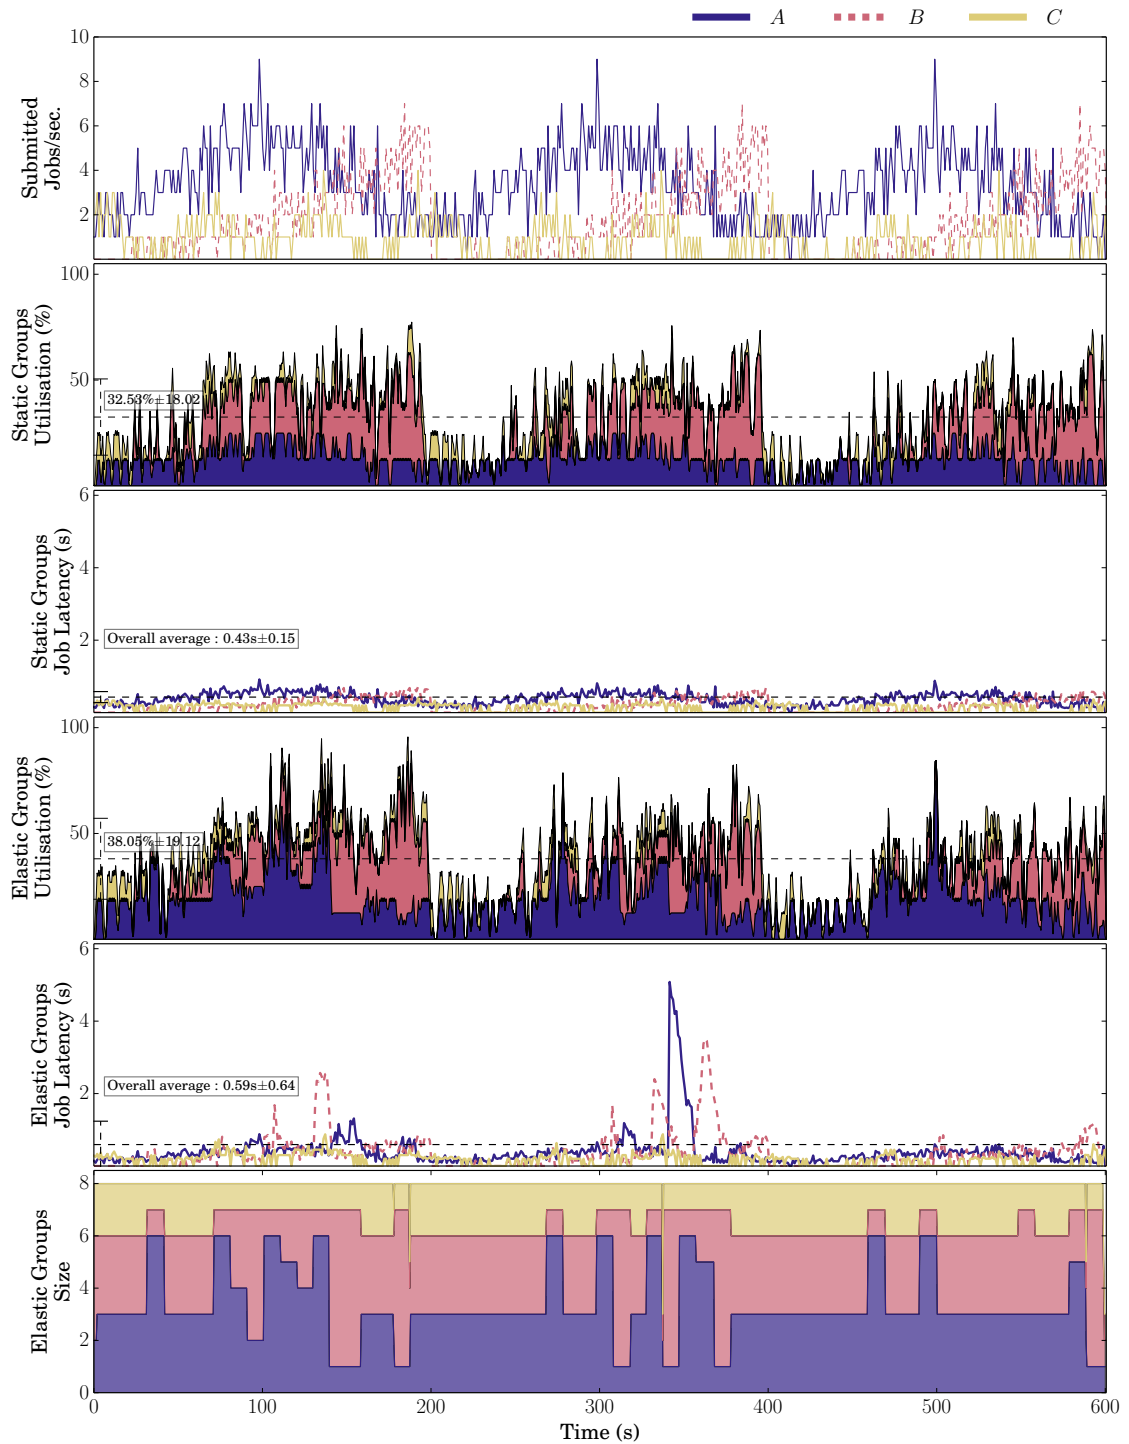 A B C
10
8
6
4
2
Submitted
Jobs/sec.
100
50
Static Groups
Utilisation (%)
32.53%±18.02
6
4
2
Static Groups
Job Latency (s)
Overall average : 0.43s±0.15
100
50
Elastic Groups
Utilisation (%)
38.05%±19.12
6
4
2
Elastic Groups
Job Latency (s)
Overall average : 0.59s±0.64
8
6
4
2
0
Elastic Groups
Size
0 100 200 300 400 500 600
Time (s)